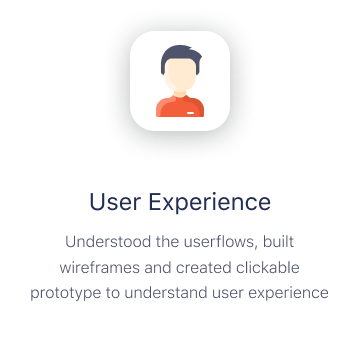 User Experience
Understood the userflows, built
wireframes and created clickable
prototype to understand user experience